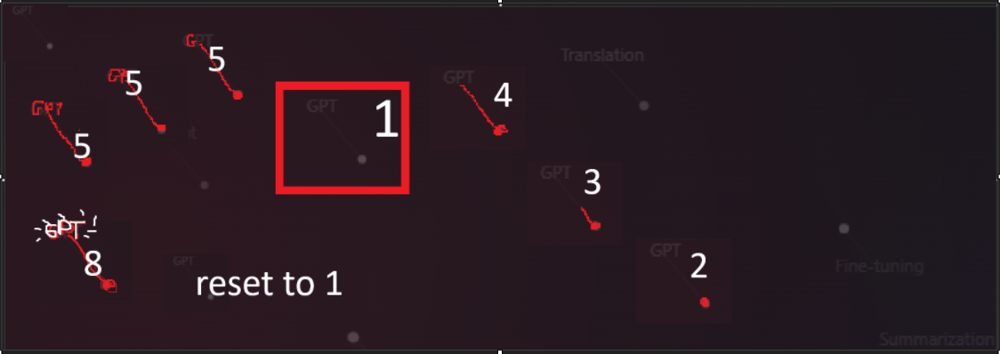 GPT
GPT
5
Translation
GPT
5
GPT
4
GPT
1
GPT
5
GPT
3
GPT
8
GPT
2
Fine-tuning
GPT
reset to 1
Summarization